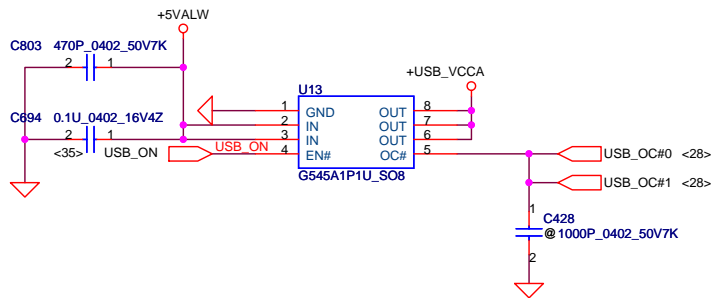 +5VALW
C803 470P_0402_50V7K
2 1
U13
+USB_VCCA
C694 0.1U_0402_16V4Z
2 1
<35> USB_ON USB_ON
1 GND OUT 8
2 IN OUT 7
3 IN OUT 6
4 EN# OC# 5
G545A1P1U_SO8
USB_OC#0 <28>
USB_OC#1 <28>
1
C428
@1000P_0402_50V7K
2